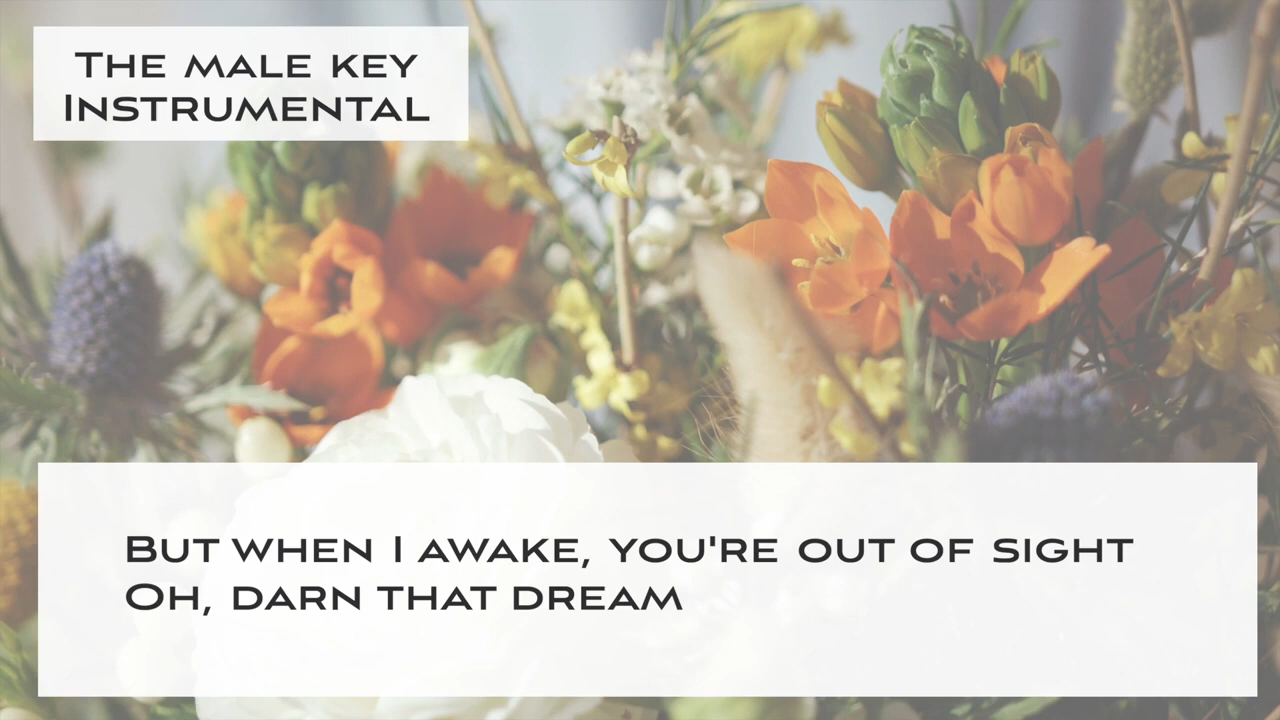 The male key
Instrumental
But when I awake, you're out of sight
Oh, darn that dream